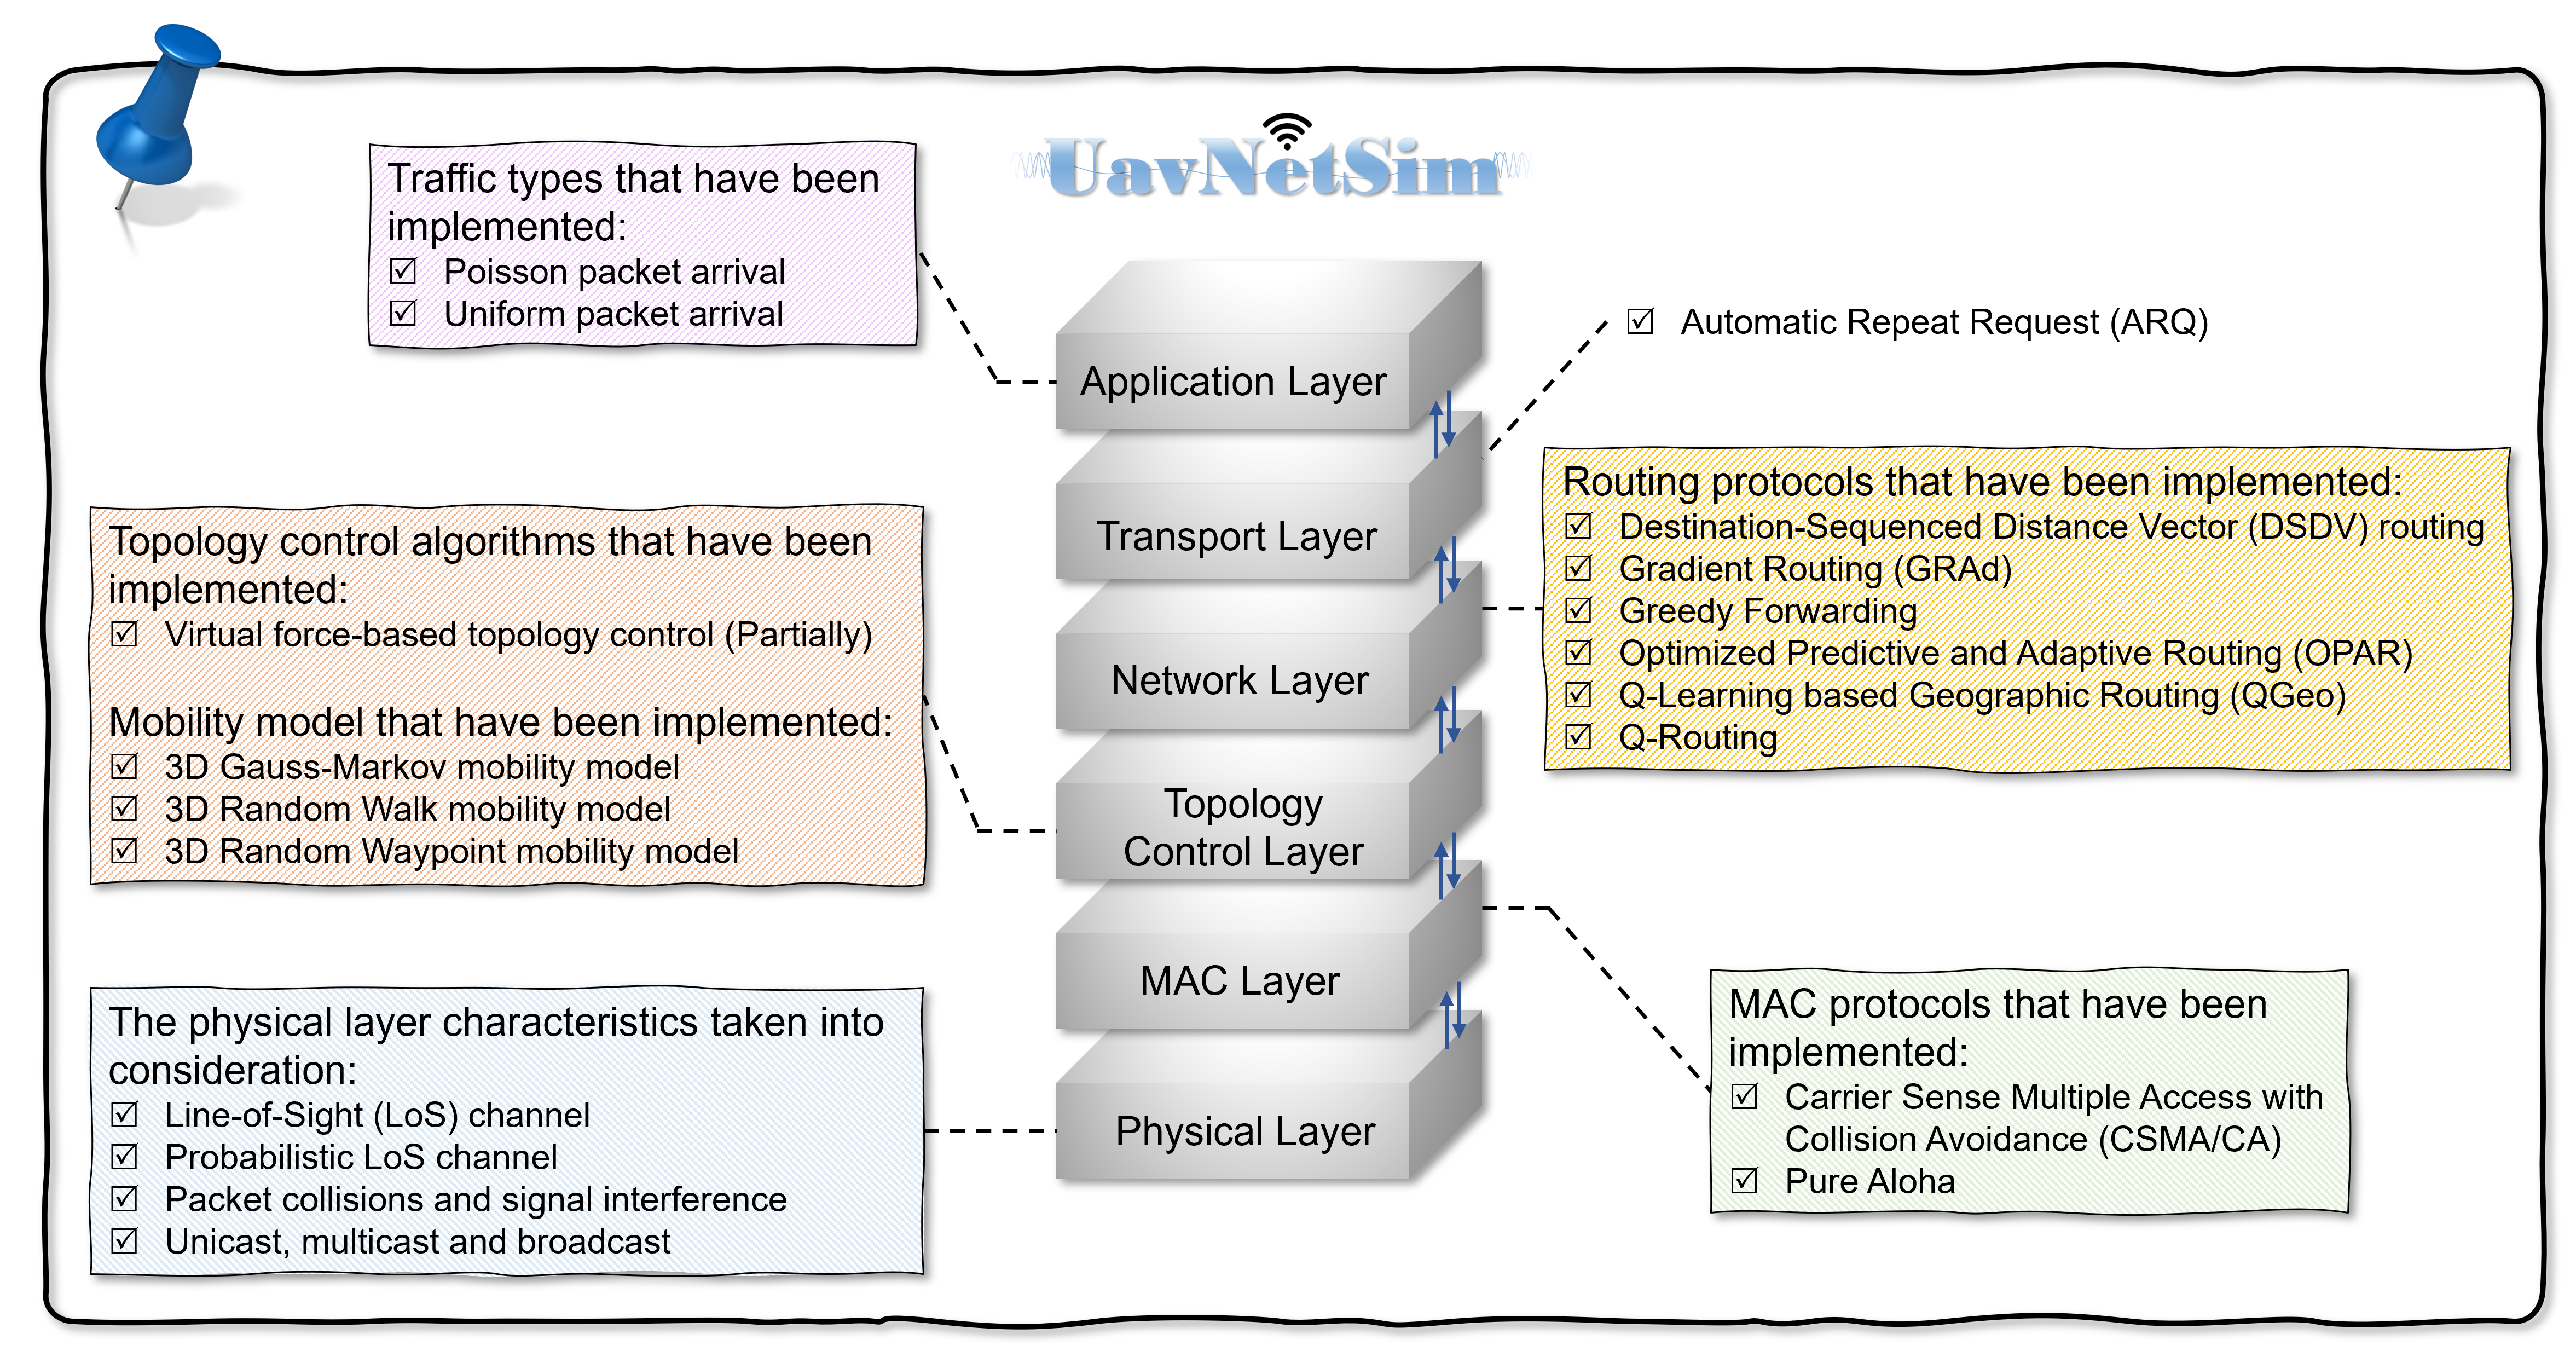 UavNetSim
Traffic types that have been
implemented:
☑ Poisson packet arrival
☑ Uniform packet arrival
Application Layer
☑ Automatic Repeat Request (ARQ)
Transport Layer
Routing protocols that have been implemented:
☑ Destination-Sequenced Distance Vector (DSDV) routing
☑ Gradient Routing (GRAd)
☑ Greedy Forwarding
☑ Optimized Predictive and Adaptive Routing (OPAR)
☑ Q-Learning based Geographic Routing (QGeo)
☑ Q-Routing
Network Layer
Topology control algorithms that have been
implemented:
☑ Virtual force-based topology control (Partially)
Mobility model that have been implemented:
☑ 3D Gauss-Markov mobility model
☑ 3D Random Walk mobility model
☑ 3D Random Waypoint mobility model
Topology
Control Layer
MAC Layer
MAC protocols that have been
implemented:
☑ Carrier Sense Multiple Access with
Collision Avoidance (CSMA/CA)
☑ Pure Aloha
The physical layer characteristics taken into
consideration:
☑ Line-of-Sight (LoS) channel
☑ Probabilistic LoS channel
☑ Packet collisions and signal interference
☑ Unicast, multicast and broadcast
Physical Layer